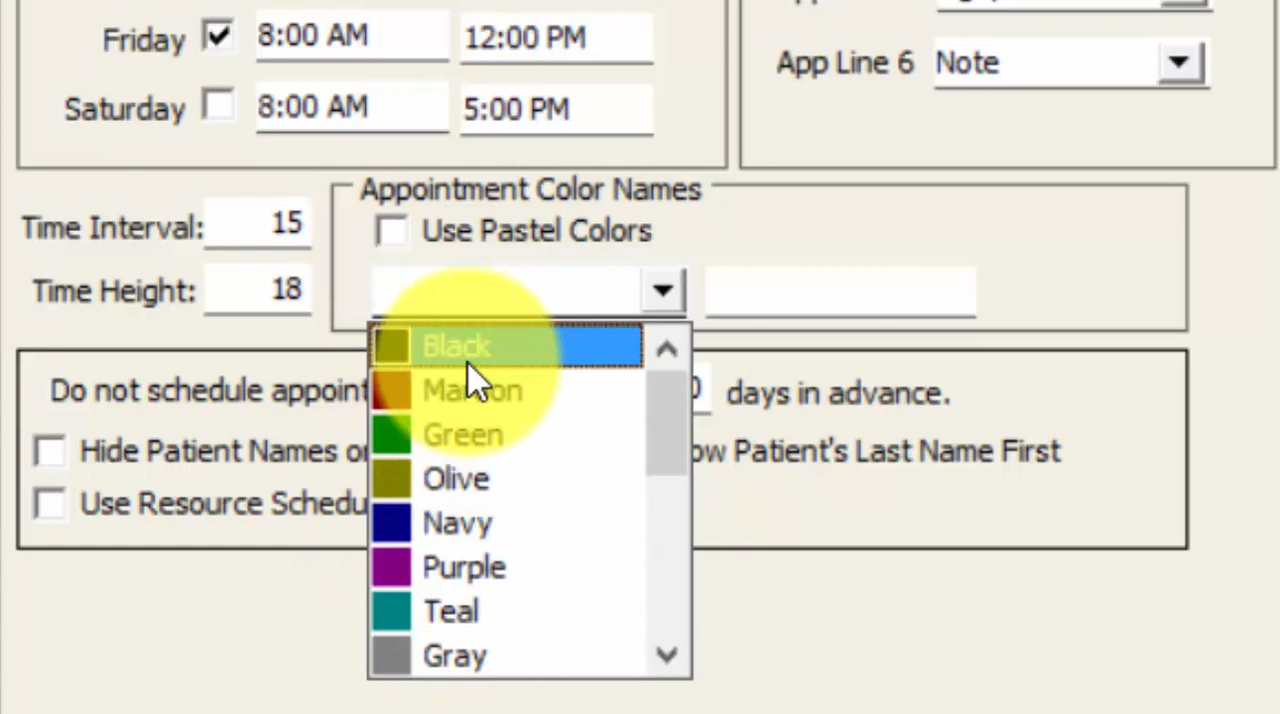 Friday 8:00 AM 12:00 PM
Saturday 8:00 AM 5:00 PM
App Line 6 Note
Appointment Color Names
Time Interval: 15
Use Pastel Colors
Time Height: 18
Black
Maroon
Green
Olive
Navy
Purple
Teal
Gray
Do not schedule appoint 0 days in advance.
Hide Patient Names or ow Patient's Last Name First
Use Resource Schedu